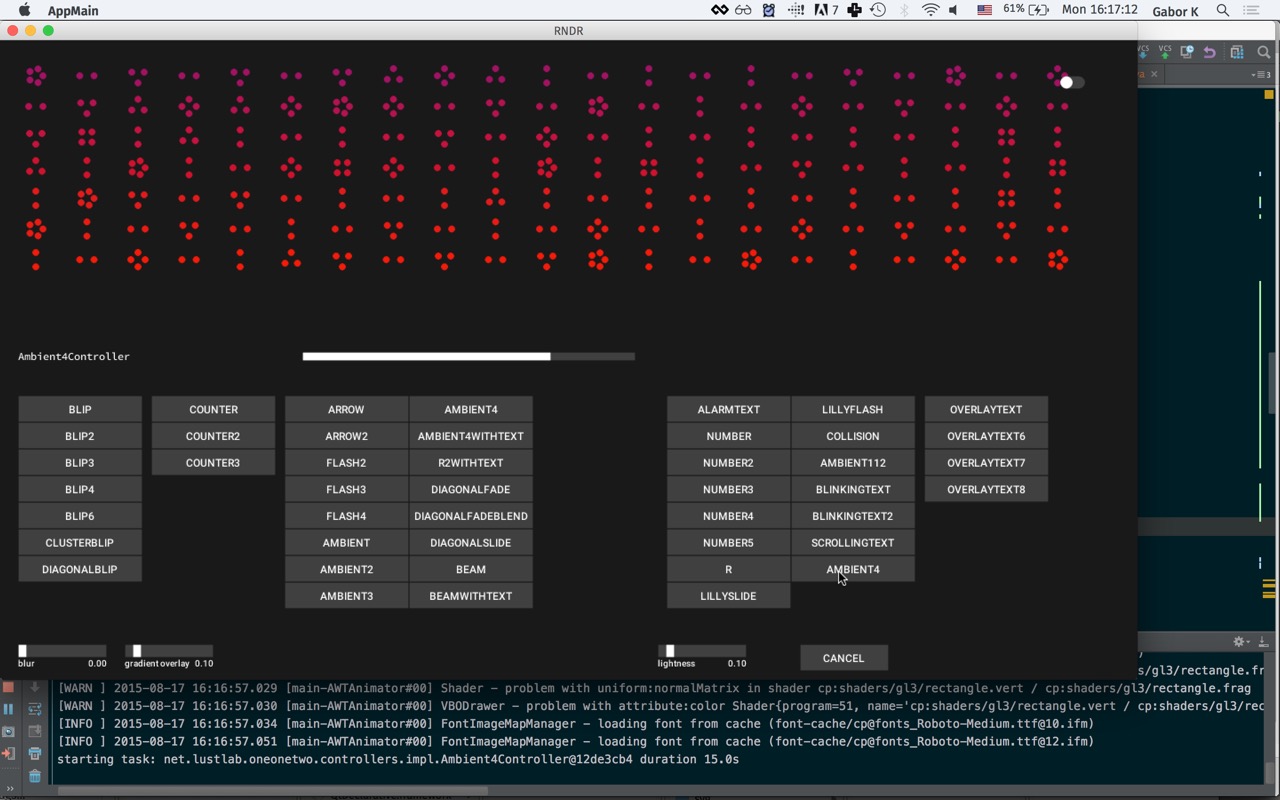 AppMain
7
61%
Mon 16:17:12
Gabor K
RNDR
VCS VCS
3
Ambient4Controller
BLIP COUNTER ARROW AMBIENT4 ALARMTEXT LILLYFLASH OVERLAYTEXT
BLIP2 COUNTER2 ARROW2 AMBIENT4WITHTEXT NUMBER COLLISION OVERLAYTEXT6
BLIP3 COUNTER3 FLASH2 R2WITHTEXT NUMBER2 AMBIENT112 OVERLAYTEXT7
BLIP4 FLASH3 DIAGONALFADE NUMBER3 BLINKINGTEXT OVERLAYTEXT8
BLIP6 FLASH4 DIAGONALFADEBLEND NUMBER4 BLINKINGTEXT2
CLUSTERBLIP AMBIENT DIAGONALSLIDE NUMBER5 SCROLLINGTEXT
DIAGONALBLIP AMBIENT2 BEAM R AMBIENT4
AMBIENT3 BEAMWITHTEXT LILLYSLIDE
blur 0.00 gradient overlay 0.10 lightness 0.10 CANCEL
gl3/rectangle.fr
[WARN ] 2015-08-17 16:16:57.029 [main-AWTAnimator#00] Shader - problem with uniform:normalMatrix in shader cp:shaders/gl3/rectangle.vert / cp:shaders/gl3/rectangle.frag
[WARN ] 2015-08-17 16:16:57.030 [main-AWTAnimator#00] VBODrawer - problem with attribute:color Shader{program=51, name='cp:shaders/gl3/rectangle.vert / cp:shaders/gl3/rec
[INFO ] 2015-08-17 16:16:57.034 [main-AWTAnimator#00] FontImageMapManager - loading font from cache (font-cache/cp@fonts_Roboto-Medium.ttf@10.ifm)
[INFO ] 2015-08-17 16:16:57.051 [main-AWTAnimator#00] FontImageMapManager - loading font from cache (font-cache/cp@fonts_Roboto-Medium.ttf@12.ifm)
starting task: net.lustlab.oneonetwo.controllers.impl.Ambient4Controller@12de3cb4 duration 15.0s